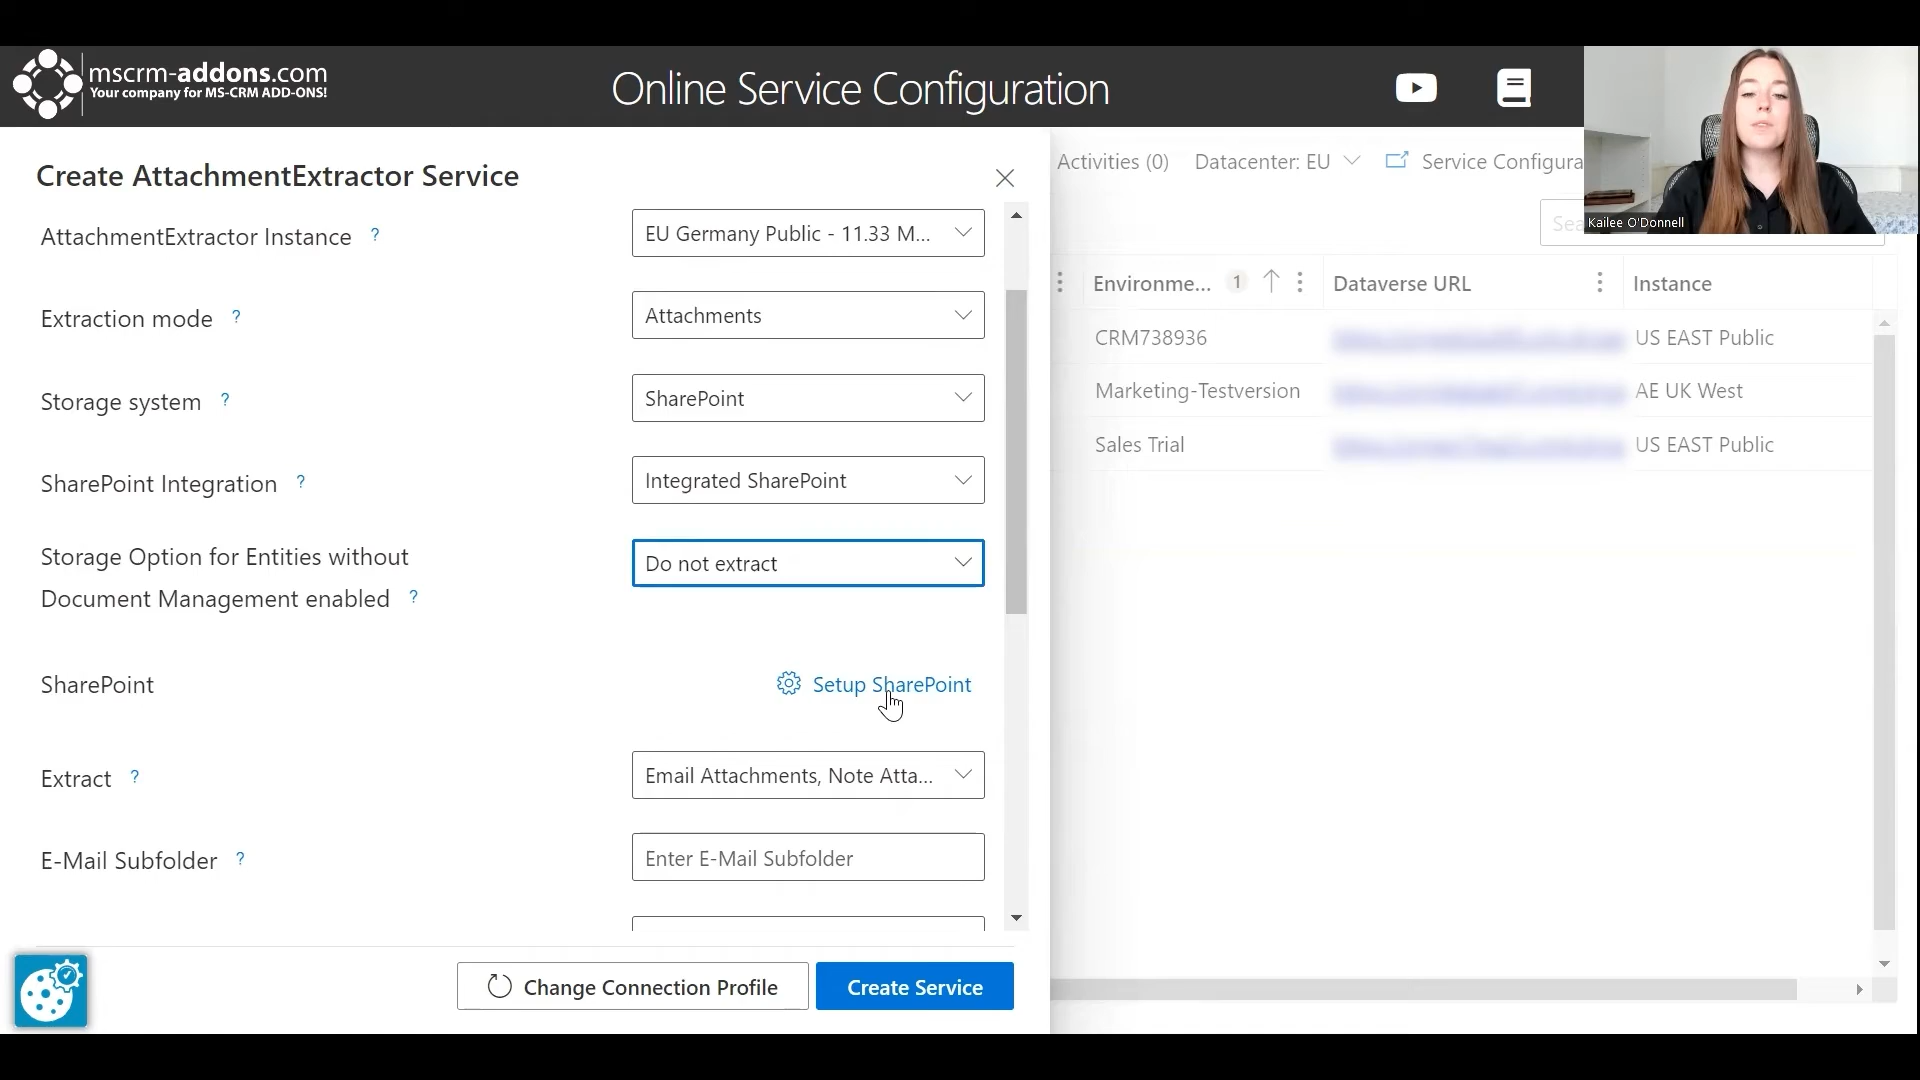 mscrm-addons.com
Your company for MS-CRM ADD-ONS!
Online Service Configuration
Kailee O'Donnell
Create AttachmentExtractor Service
AttachmentExtractor Instance ?
EU Germany Public - 11.33 M...
Extraction mode ?
Attachments
Storage system ?
SharePoint
SharePoint Integration ?
Integrated SharePoint
Storage Option for Entities without
Document Management enabled ?
Do not extract
SharePoint
Setup SharePoint
Extract ?
Email Attachments, Note Atta...
E-Mail Subfolder ?
Enter E-Mail Subfolder
Change Connection Profile
Create Service
Activities (0) Datacenter: EU Service Configura
Sea
Environme... 1 Dataverse URL Instance
CRM738936 US EAST Public
Marketing-Testversion AE UK West
Sales Trial US EAST Public